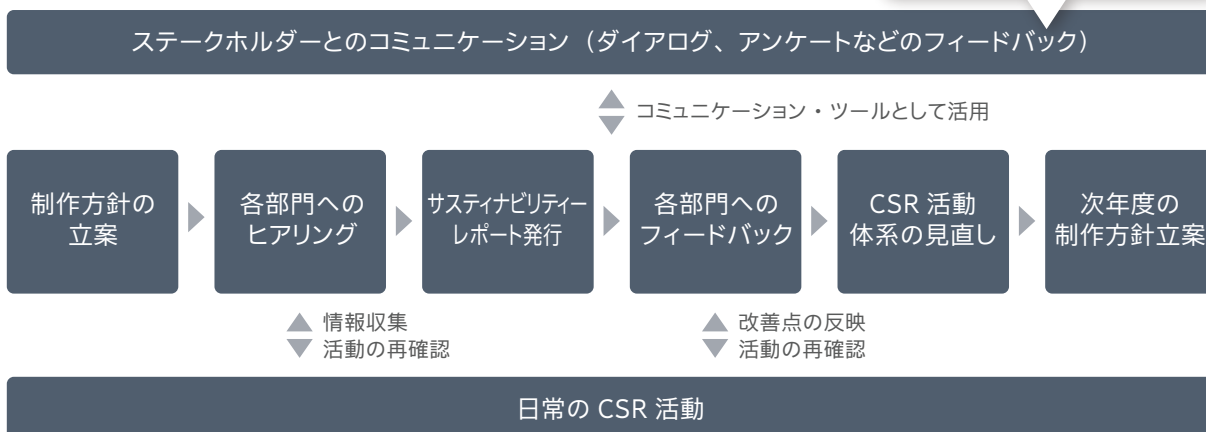 ステークホルダーとのコミュニケーション（ダイアログ、アンケートなどのフィードバック）
コミュニケーション・ツールとして活用
制作方針の
立案
各部門への
ヒアリング
サスティナビリティー
レポート発行
各部門への
フィードバック
CSR 活動
体系の見直し
次年度の
制作方針立案
情報収集
活動の再確認
改善点の反映
活動の再確認
日常の CSR 活動